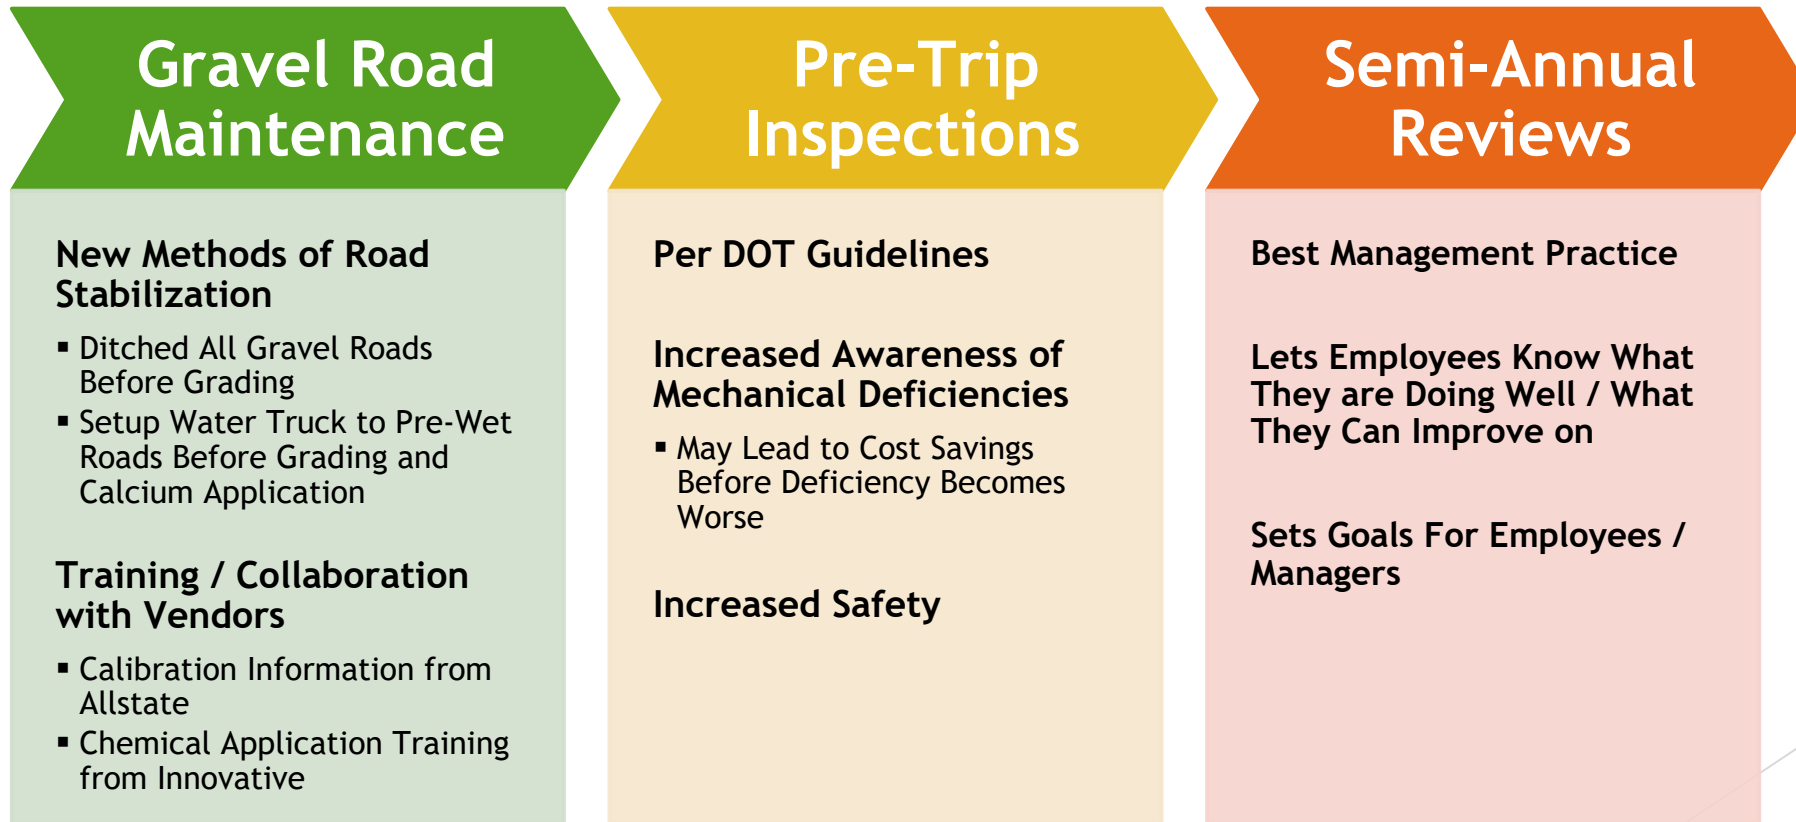 Gravel Road
Maintenance
New Methods of Road
Stabilization
▪ Ditched All Gravel Roads
Before Grading
▪ Setup Water Truck to Pre-Wet
Roads Before Grading and
Calcium Application
Training / Collaboration
with Vendors
▪ Calibration Information from
Allstate
▪ Chemical Application Training
from Innovative
Pre-Trip
Inspections
Per DOT Guidelines
Increased Awareness of
Mechanical Deficiencies
▪ May Lead to Cost Savings
Before Deficiency Becomes
Worse
Increased Safety
Semi-Annual
Reviews
Best Management Practice
Lets Employees Know What
They are Doing Well / What
They Can Improve on
Sets Goals For Employees /
Managers